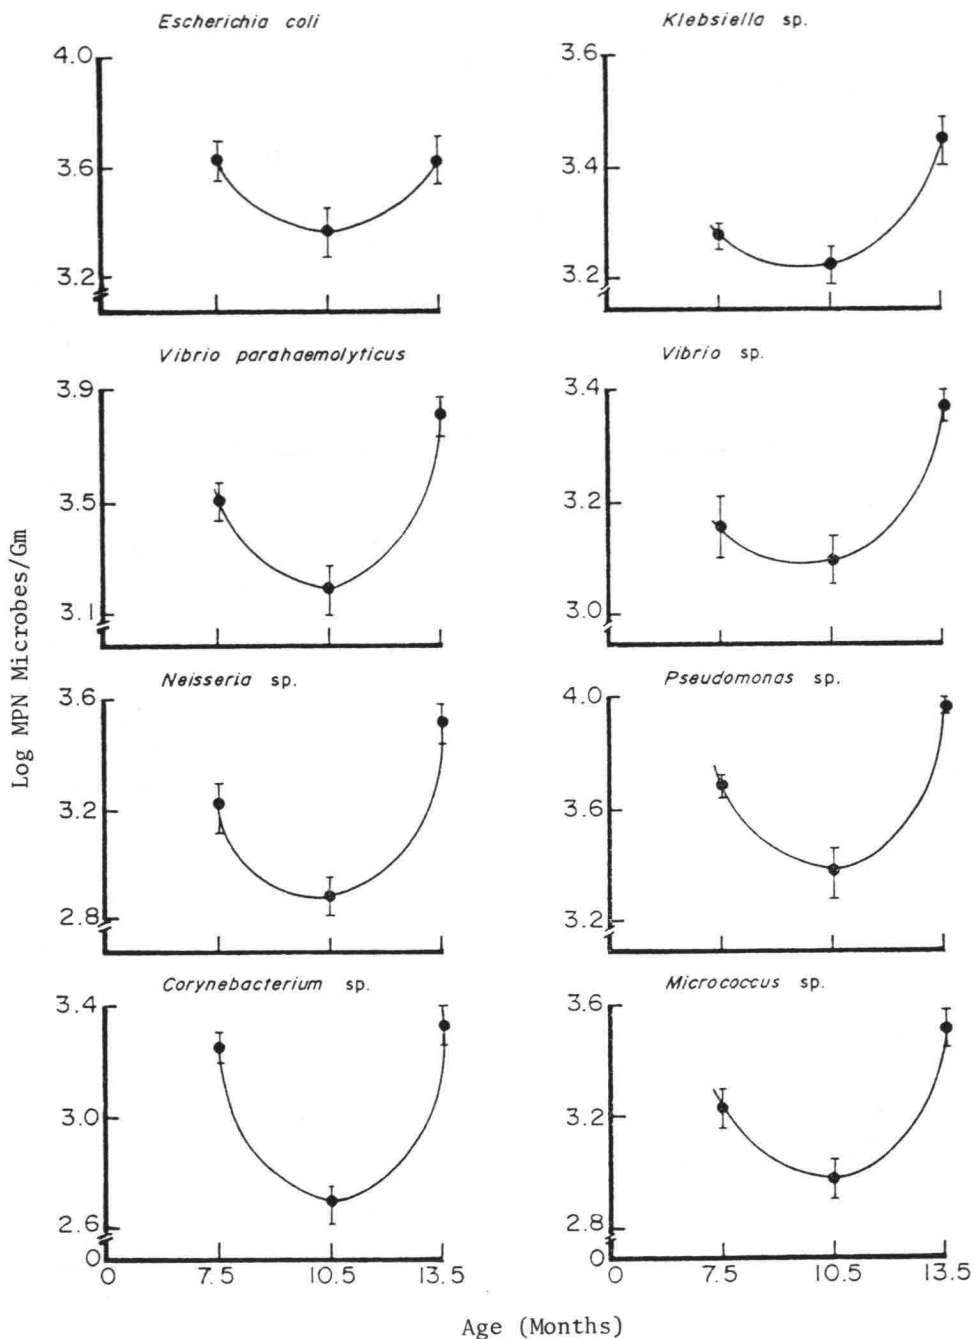 Escherichia coli
Klebsiella sp.
4.0
3.6
3.2
3.6
3.4
3.2
Vibrio parahaemolyticus
Vibrio sp.
3.9
3.5
3.1
3.4
3.2
3.0
Log MPN Microbes/Gm
Neisseria sp.
Pseudomonas sp.
3.6
3.2
2.8
4.0
3.6
3.2
Corynebacterium sp.
Micrococcus sp.
3.4
3.0
2.6
0
3.6
3.2
2.8
0
0 7.5 10.5 13.5
0 7.5 10.5 13.5
Age (Months)